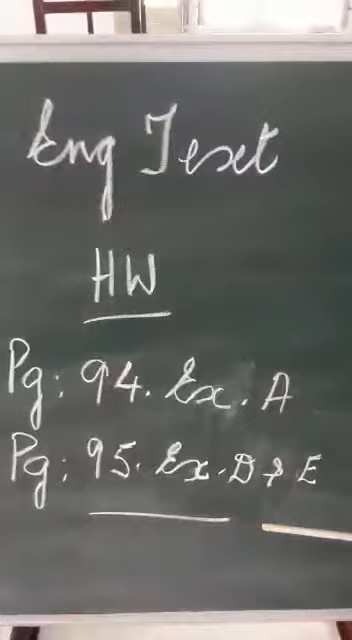 Eng Text
HW
Pg: 94. Ex. A
Pg: 95. Ex. D & E